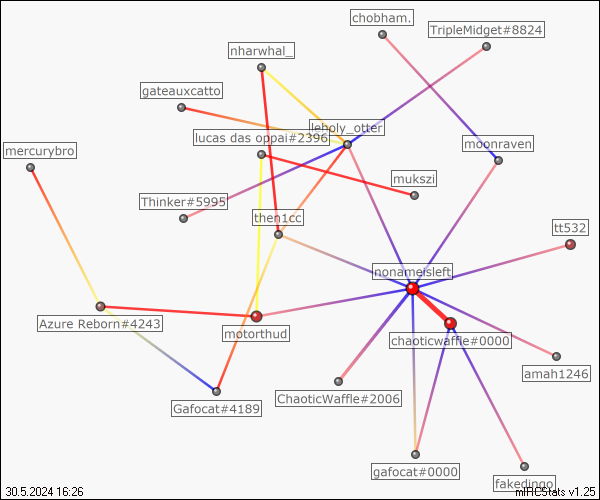 chobham.
TripleMidget#8824
nharwhal_
gateauxcatto
leholy_otter
lucas das oppai#2396
mercurybro
moonraven
mukszi
Thinker#5995
then1cc
tt532
nonameisleft
Azure Reborn#4243
motorthud
chaoticwaffle#0000
amah1246
ChaoticWaffle#2006
Gafocat#4189
gafocat#0000
fakedingo
30.5.2024 16:26
mIRCStats v1.25